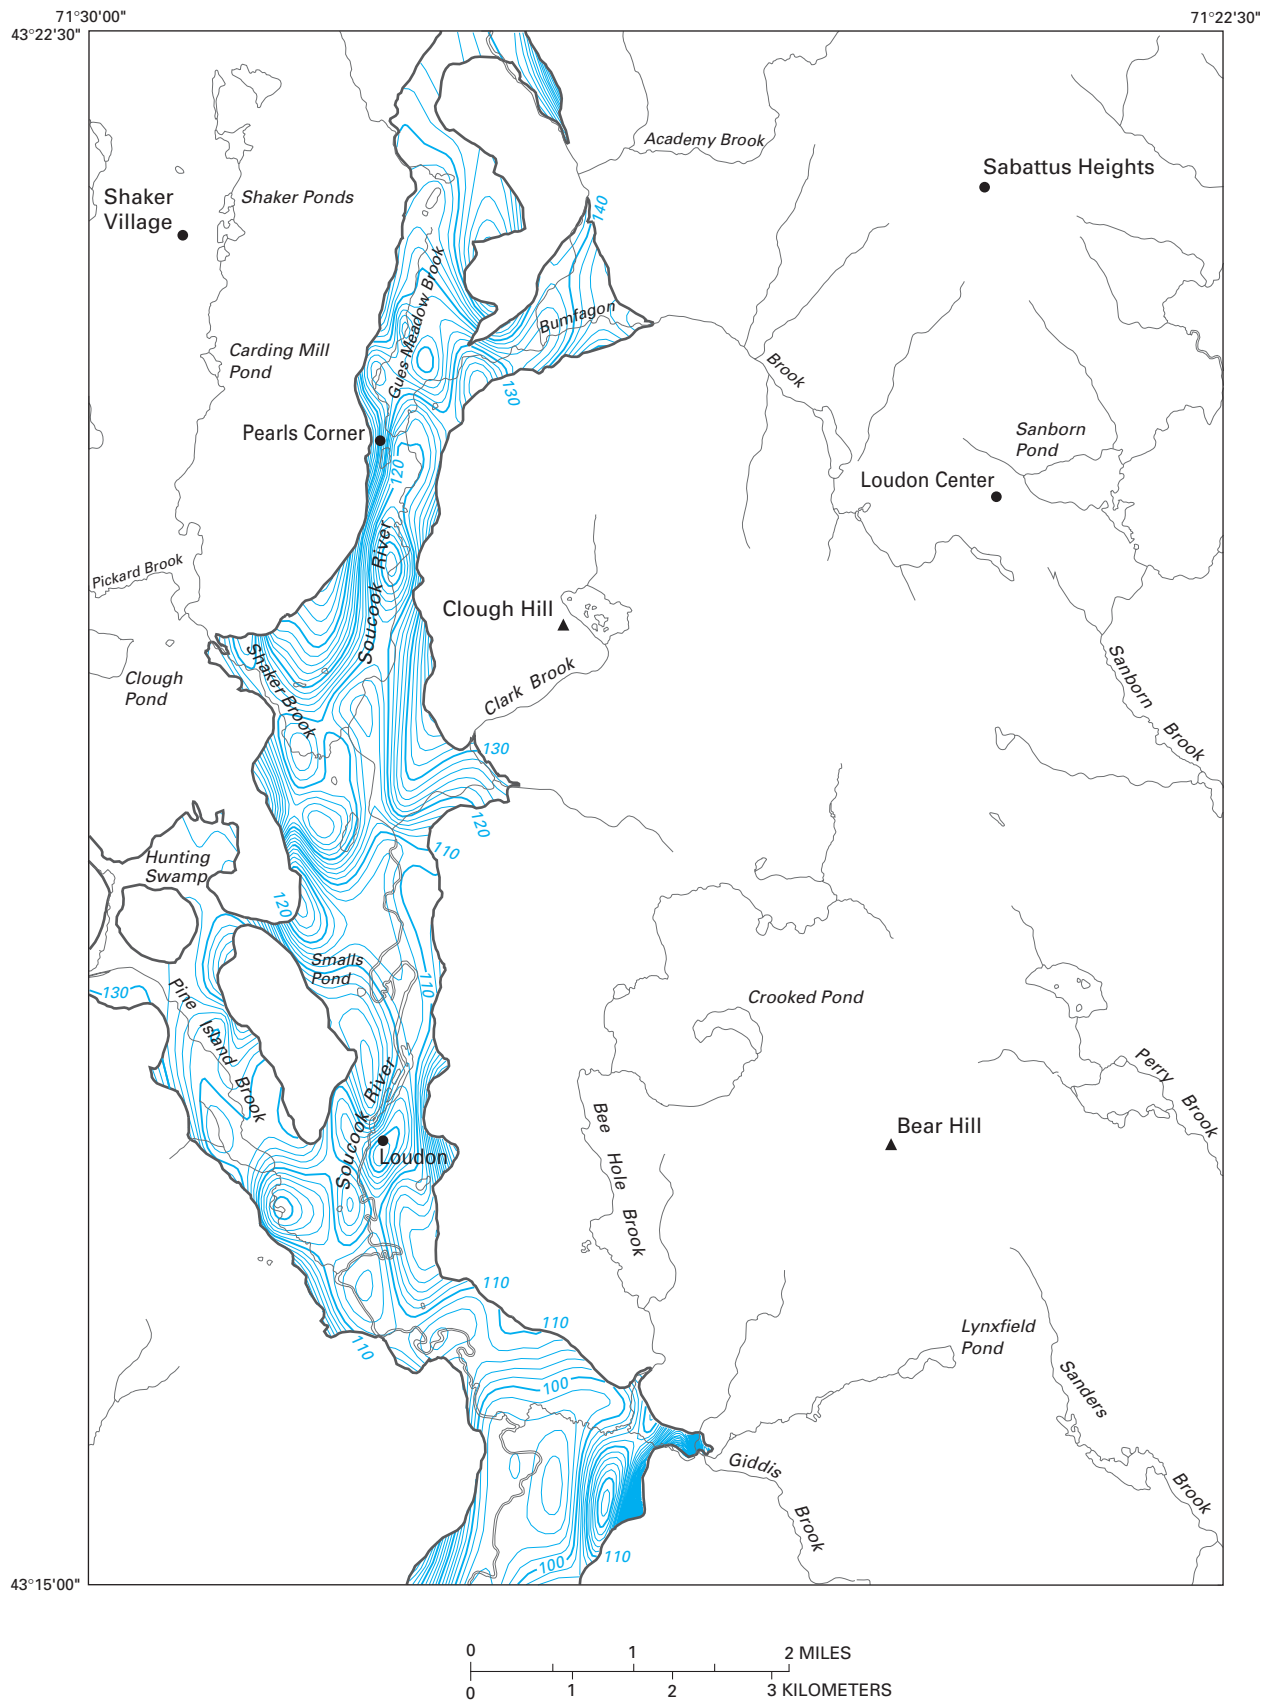 71°30'00"
71°22'30"
43°22'30"
Academy Brook
Sabattus Heights
Shaker
Village
Shaker Ponds
140
Gues Meadow Brook
Bumfagon
Brook
Carding Mill
Pond
130
Pearls Corner
Sanborn
Pond
120
Loudon Center
Soucook River
Pickard Brook
Clough Hill
Shaker Brook
Clark Brook
Clough
Pond
Sanborn
Brook
130
120
110
Hunting
Swamp
120
Smalls
Pond
110
130
Pine Island Brook
Crooked Pond
Soucook River
Perry Brook
Bee Hole Brook
Bear Hill
Loudon
110
110
110
Lynxfield
Pond
100
Sanders
Brook
Giddis
Brook
100
110
43°15'00"
0 1 2 MILES
0 1 2 3 KILOMETERS